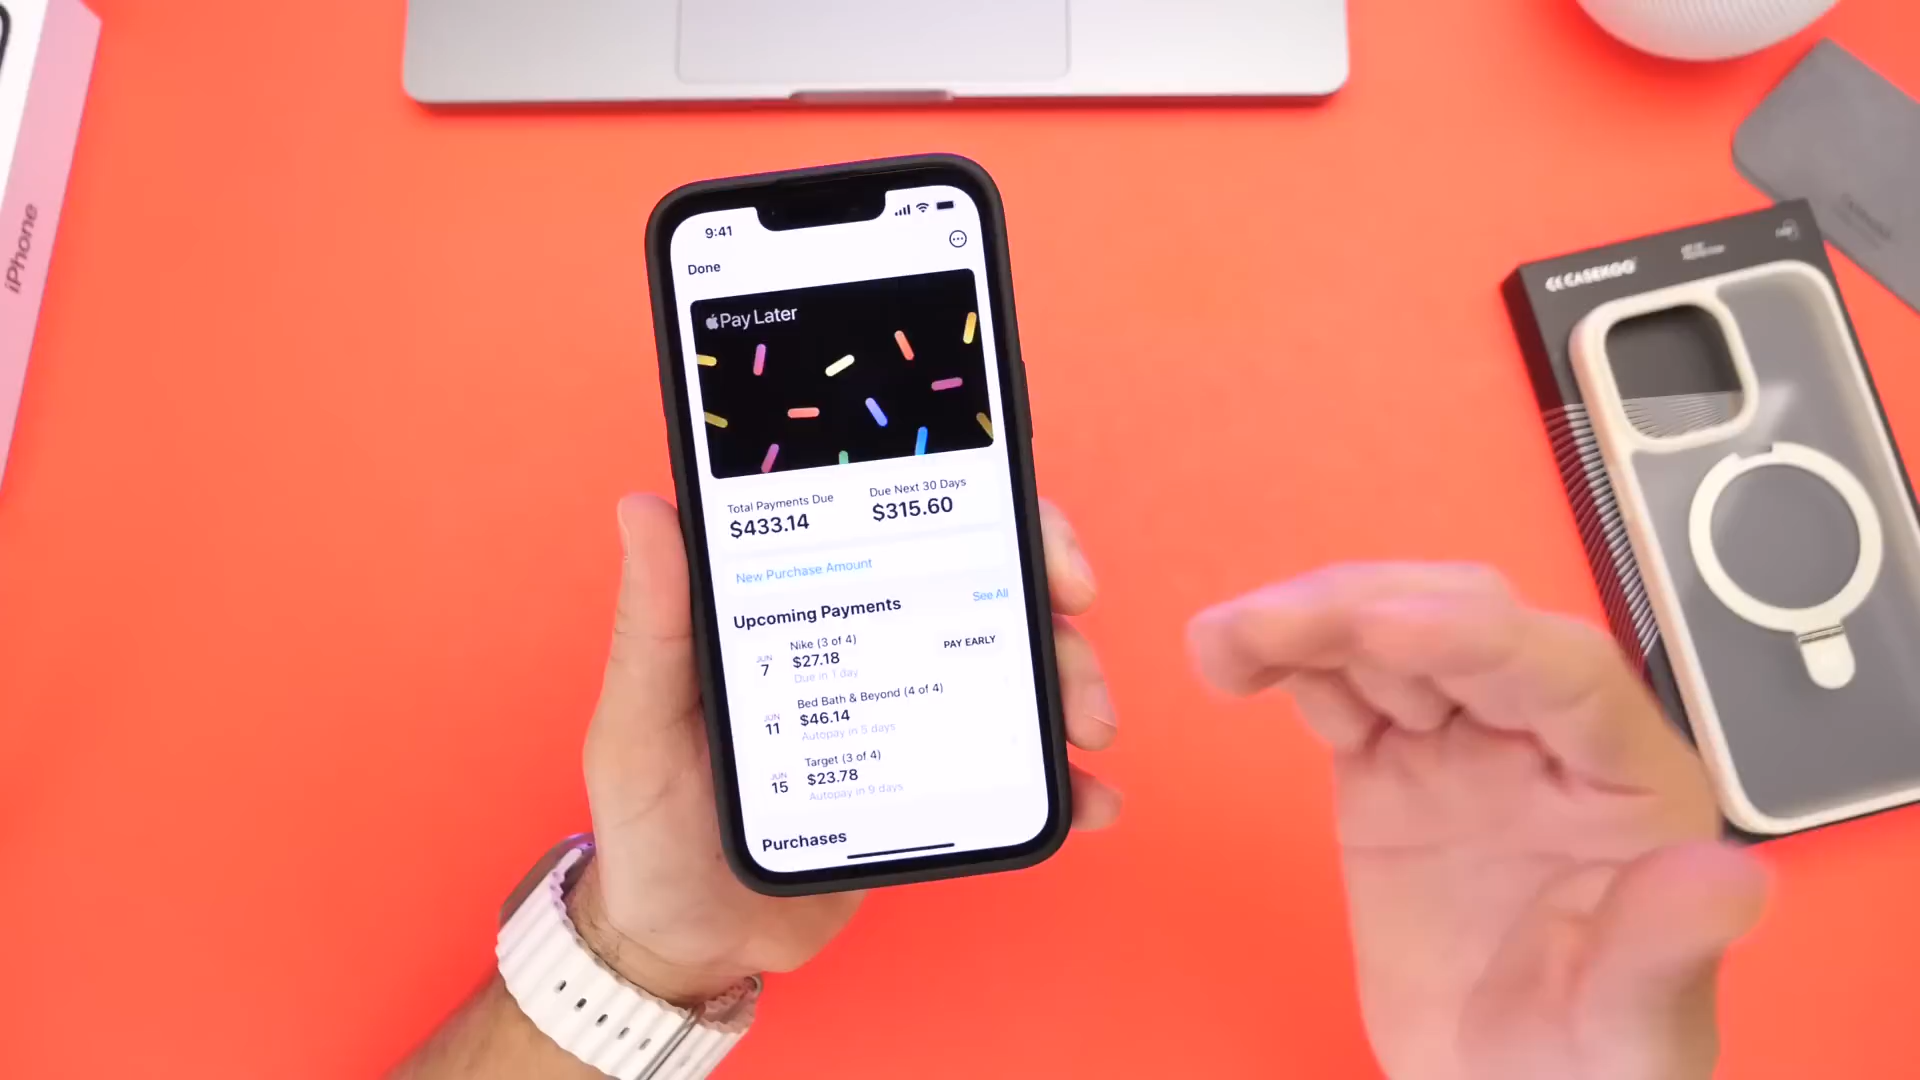 iPhone
9:41
Done
Pay Later
Total Payments Due
$433.14
Due Next 30 Days
$315.60
New Purchase Amount
Upcoming Payments
See All
JUN
7
Nike (3 of 4)
$27.18
Due in 1 day
PAY EARLY
JUN
11
Bed Bath & Beyond (4 of 4)
$46.14
Autopay in 5 days
JUN
15
Target (3 of 4)
$23.78
Autopay in 9 days
Purchases
CASEKOO